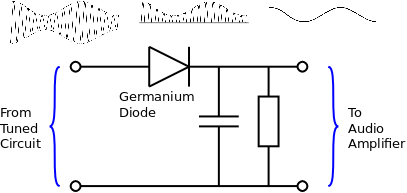 Germanium
Diode
From
Tuned
Circuit
To
Audio
Amplifier